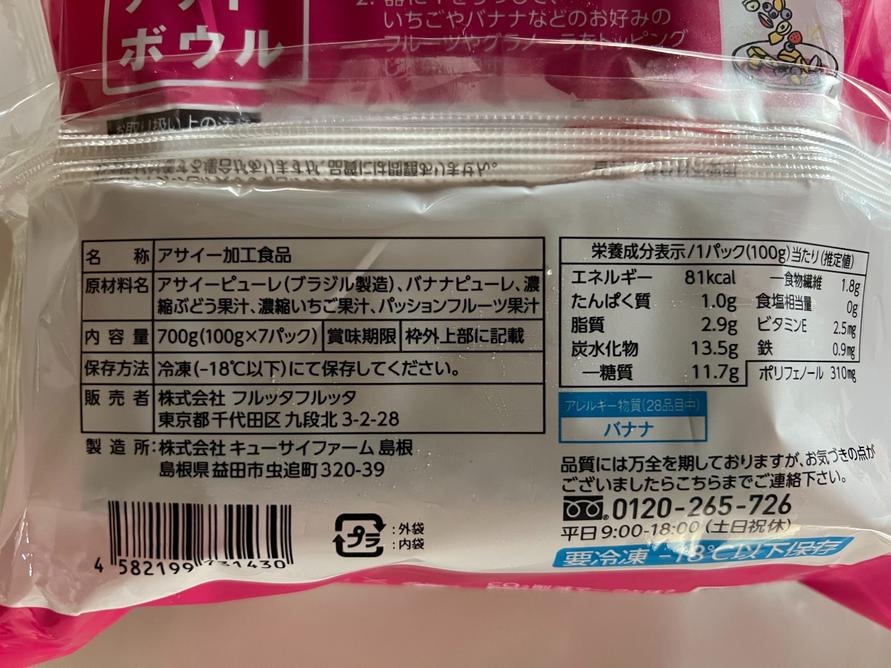 ボウル
いちごやバナナなどのお好みの
フルーツやグラノーラをトッピング
お取り扱い上の注意
名 称 アサイー加工食品
原材料名 アサイーピューレ(ブラジル製造)、バナナピューレ、濃
縮ぶどう果汁、濃縮いちご果汁、パッションフルーツ果汁
内容量 700g(100g×7パック) 賞味期限 枠外上部に記載
保存方法 冷凍(-18℃以下)にて保存してください。
販売者 株式会社 フルッタフルッタ
東京都千代田区九段北3-2-28
製造所:株式会社 キューサイファーム 島根
島根県益田市虫追町320-39
4 582199 731430
プラ :外袋
:内袋
栄養成分表示/1パック(100g)当たり(推定値)
エネルギー 81kcal ―食物繊維 1.8g
たんぱく質 1.0g 食塩相当量 0g
脂質 2.9g ビタミンE 2.5mg
炭水化物 13.5g 鉄 0.9mg
―糖質 11.7g ポリフェノール 310mg
アレルギー物質(28品目中)
バナナ
品質には万全を期しておりますが、お気づきの点が
ございましたらこちらまでご連絡下さい。
0120-265-726
平日9:00-18:00(土日祝休)
要冷凍 -18℃以下保存